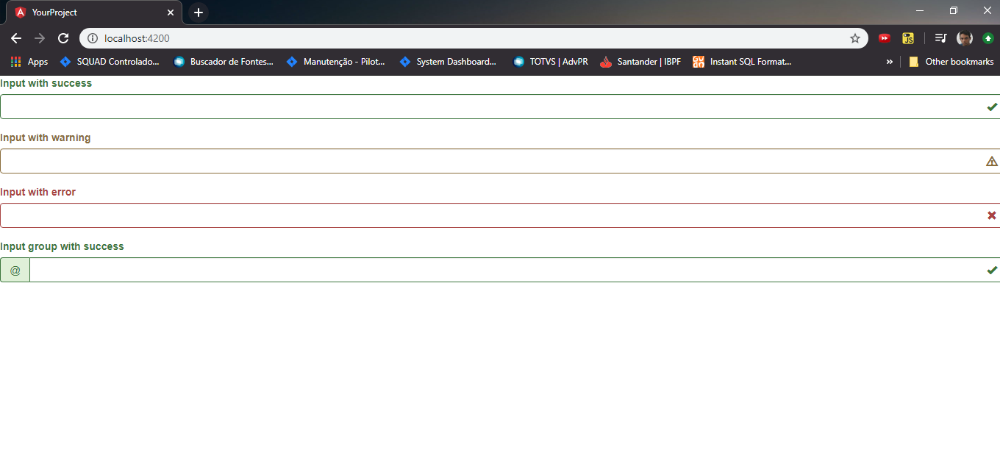 YourProject
localhost:4200
Apps
SQUAD Controlado...
Buscador de Fontes...
Manutenção - Pilot...
System Dashboard...
TOTVS | AdvPR
Santander | IBPF
Instant SQL Format...
»
Other bookmarks
Input with success
Input with warning
Input with error
Input group with success
@